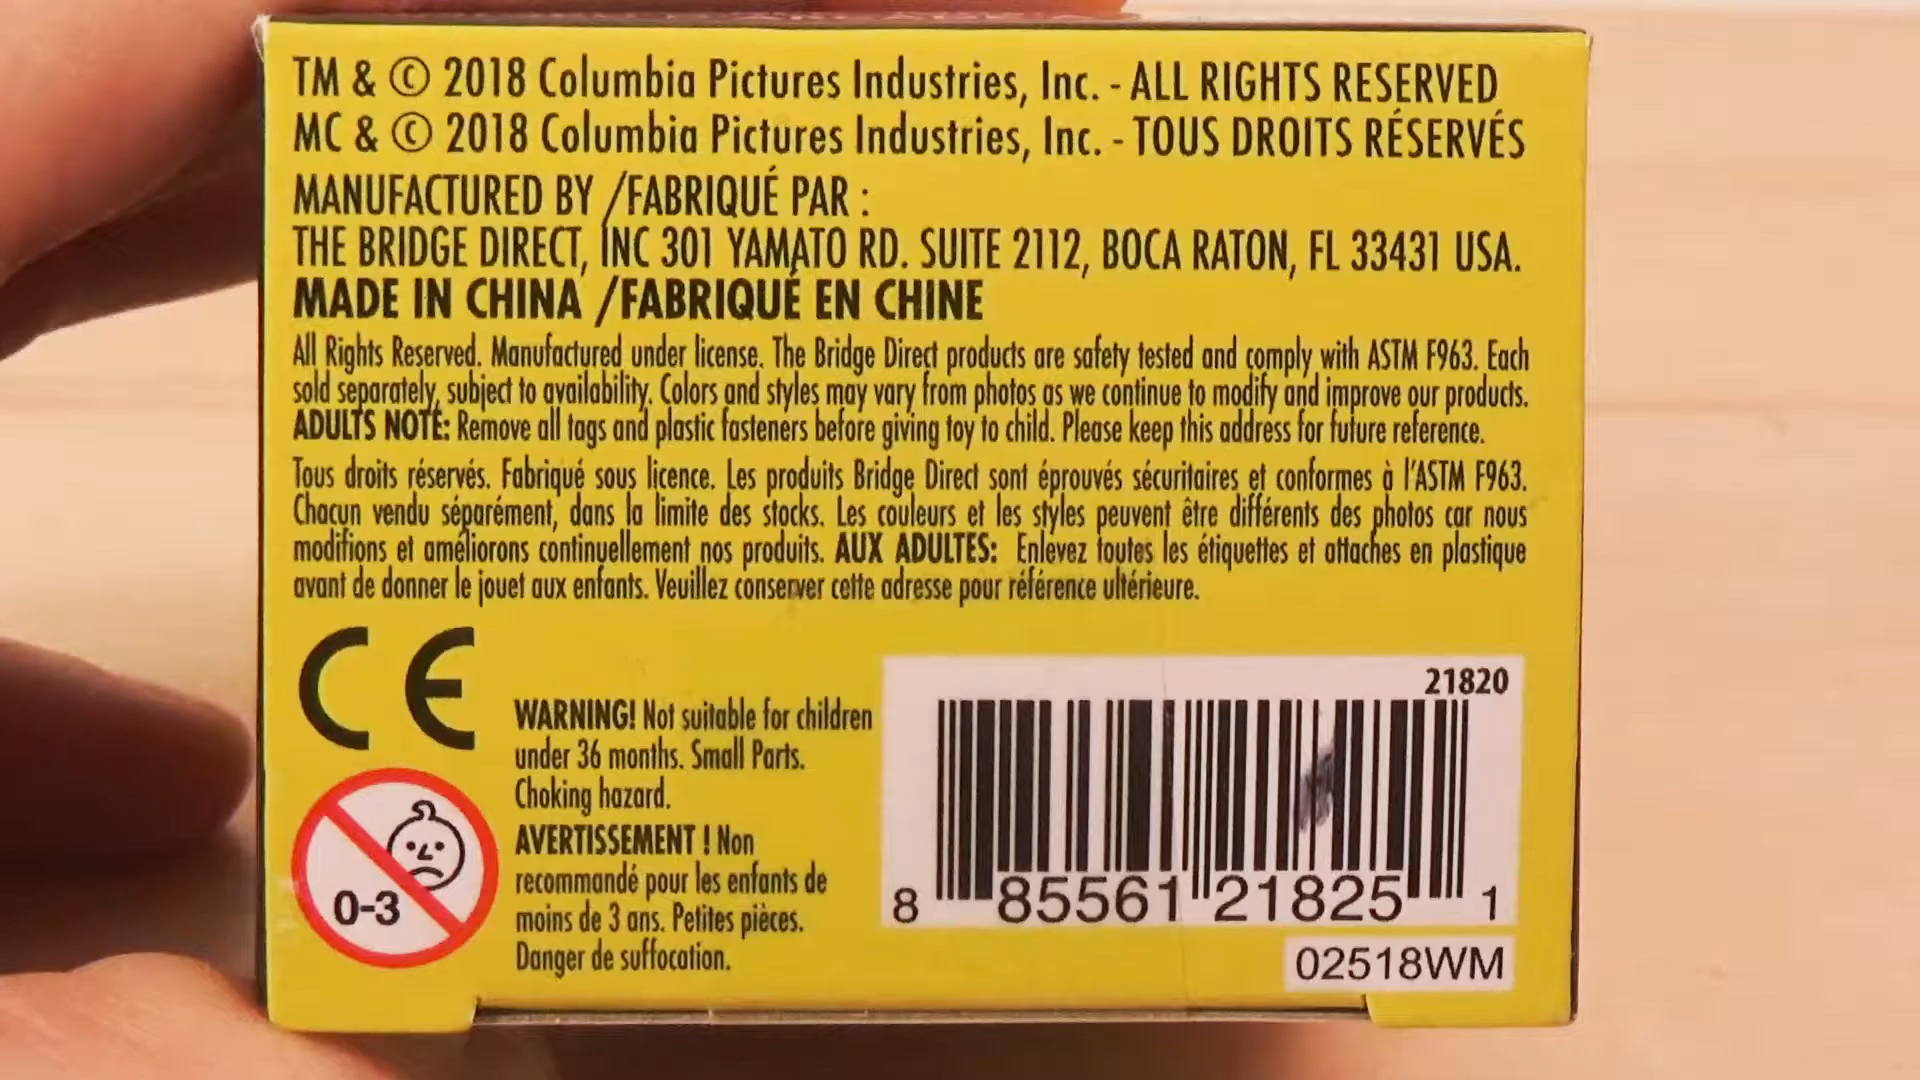 TM & © 2018 Columbia Pictures Industries, Inc. - ALL RIGHTS RESERVED
MC & © 2018 Columbia Pictures Industries, Inc. - TOUS DROITS RÉSERVÉS
MANUFACTURED BY /FABRIQUÉ PAR :
THE BRIDGE DIRECT, INC 301 YAMATO RD. SUITE 2112, BOCA RATON, FL 33431 USA.
MADE IN CHINA /FABRIQUÉ EN CHINE
All Rights Reserved. Manufactured under license. The Bridge Direct products are safety tested and comply with ASTM F963. Each
sold separately, subject to availability. Colors and styles may vary from photos as we continue to modify and improve our products.
ADULTS NOTE: Remove all tags and plastic fasteners before giving toy to child. Please keep this address for future reference.
Tous droits réservés. Fabriqué sous licence. Les produits Bridge Direct sont éprouvés sécuritaires et conformes à l'ASTM F963.
Chacun vendu séparément, dans la limite des stocks. Les couleurs et les styles peuvent être différents des photos car nous
modifions et améliorons continuellement nos produits. AUX ADULTES: Enlevez toutes les étiquettes et attaches en plastique
avant de donner le jouet aux enfants. Veuillez conserver cette adresse pour référence ultérieure.
CE
0-3
WARNING! Not suitable for children
under 36 months. Small Parts.
Choking hazard.
AVERTISSEMENT ! Non
recommandé pour les enfants de
moins de 3 ans. Petites pièces.
Danger de suffocation.
21820
8 85561 21825 1
02518WM